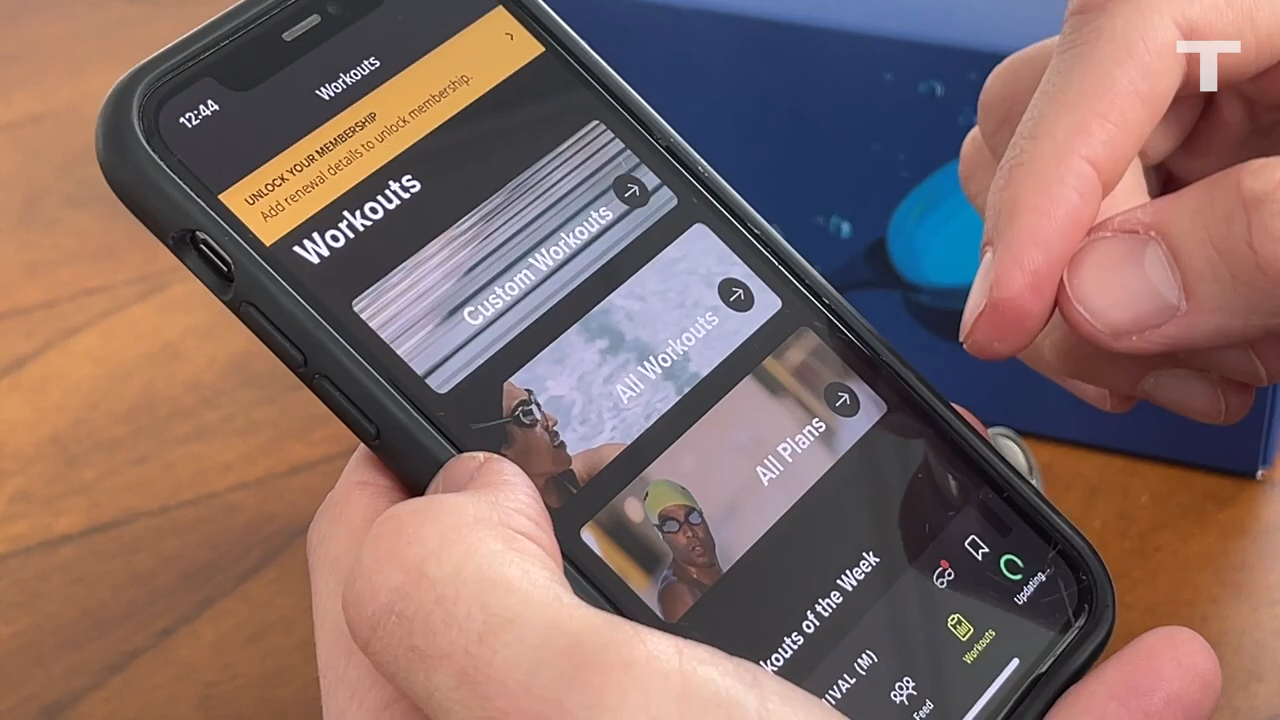 T
12:44
Workouts
UNLOCK YOUR MEMBERSHIP
Add renewal details to unlock membership.
Workouts
Custom Workouts
All Workouts
All Plans
kouts of the Week
IVAL (M)
Updating...
Workouts
Feed